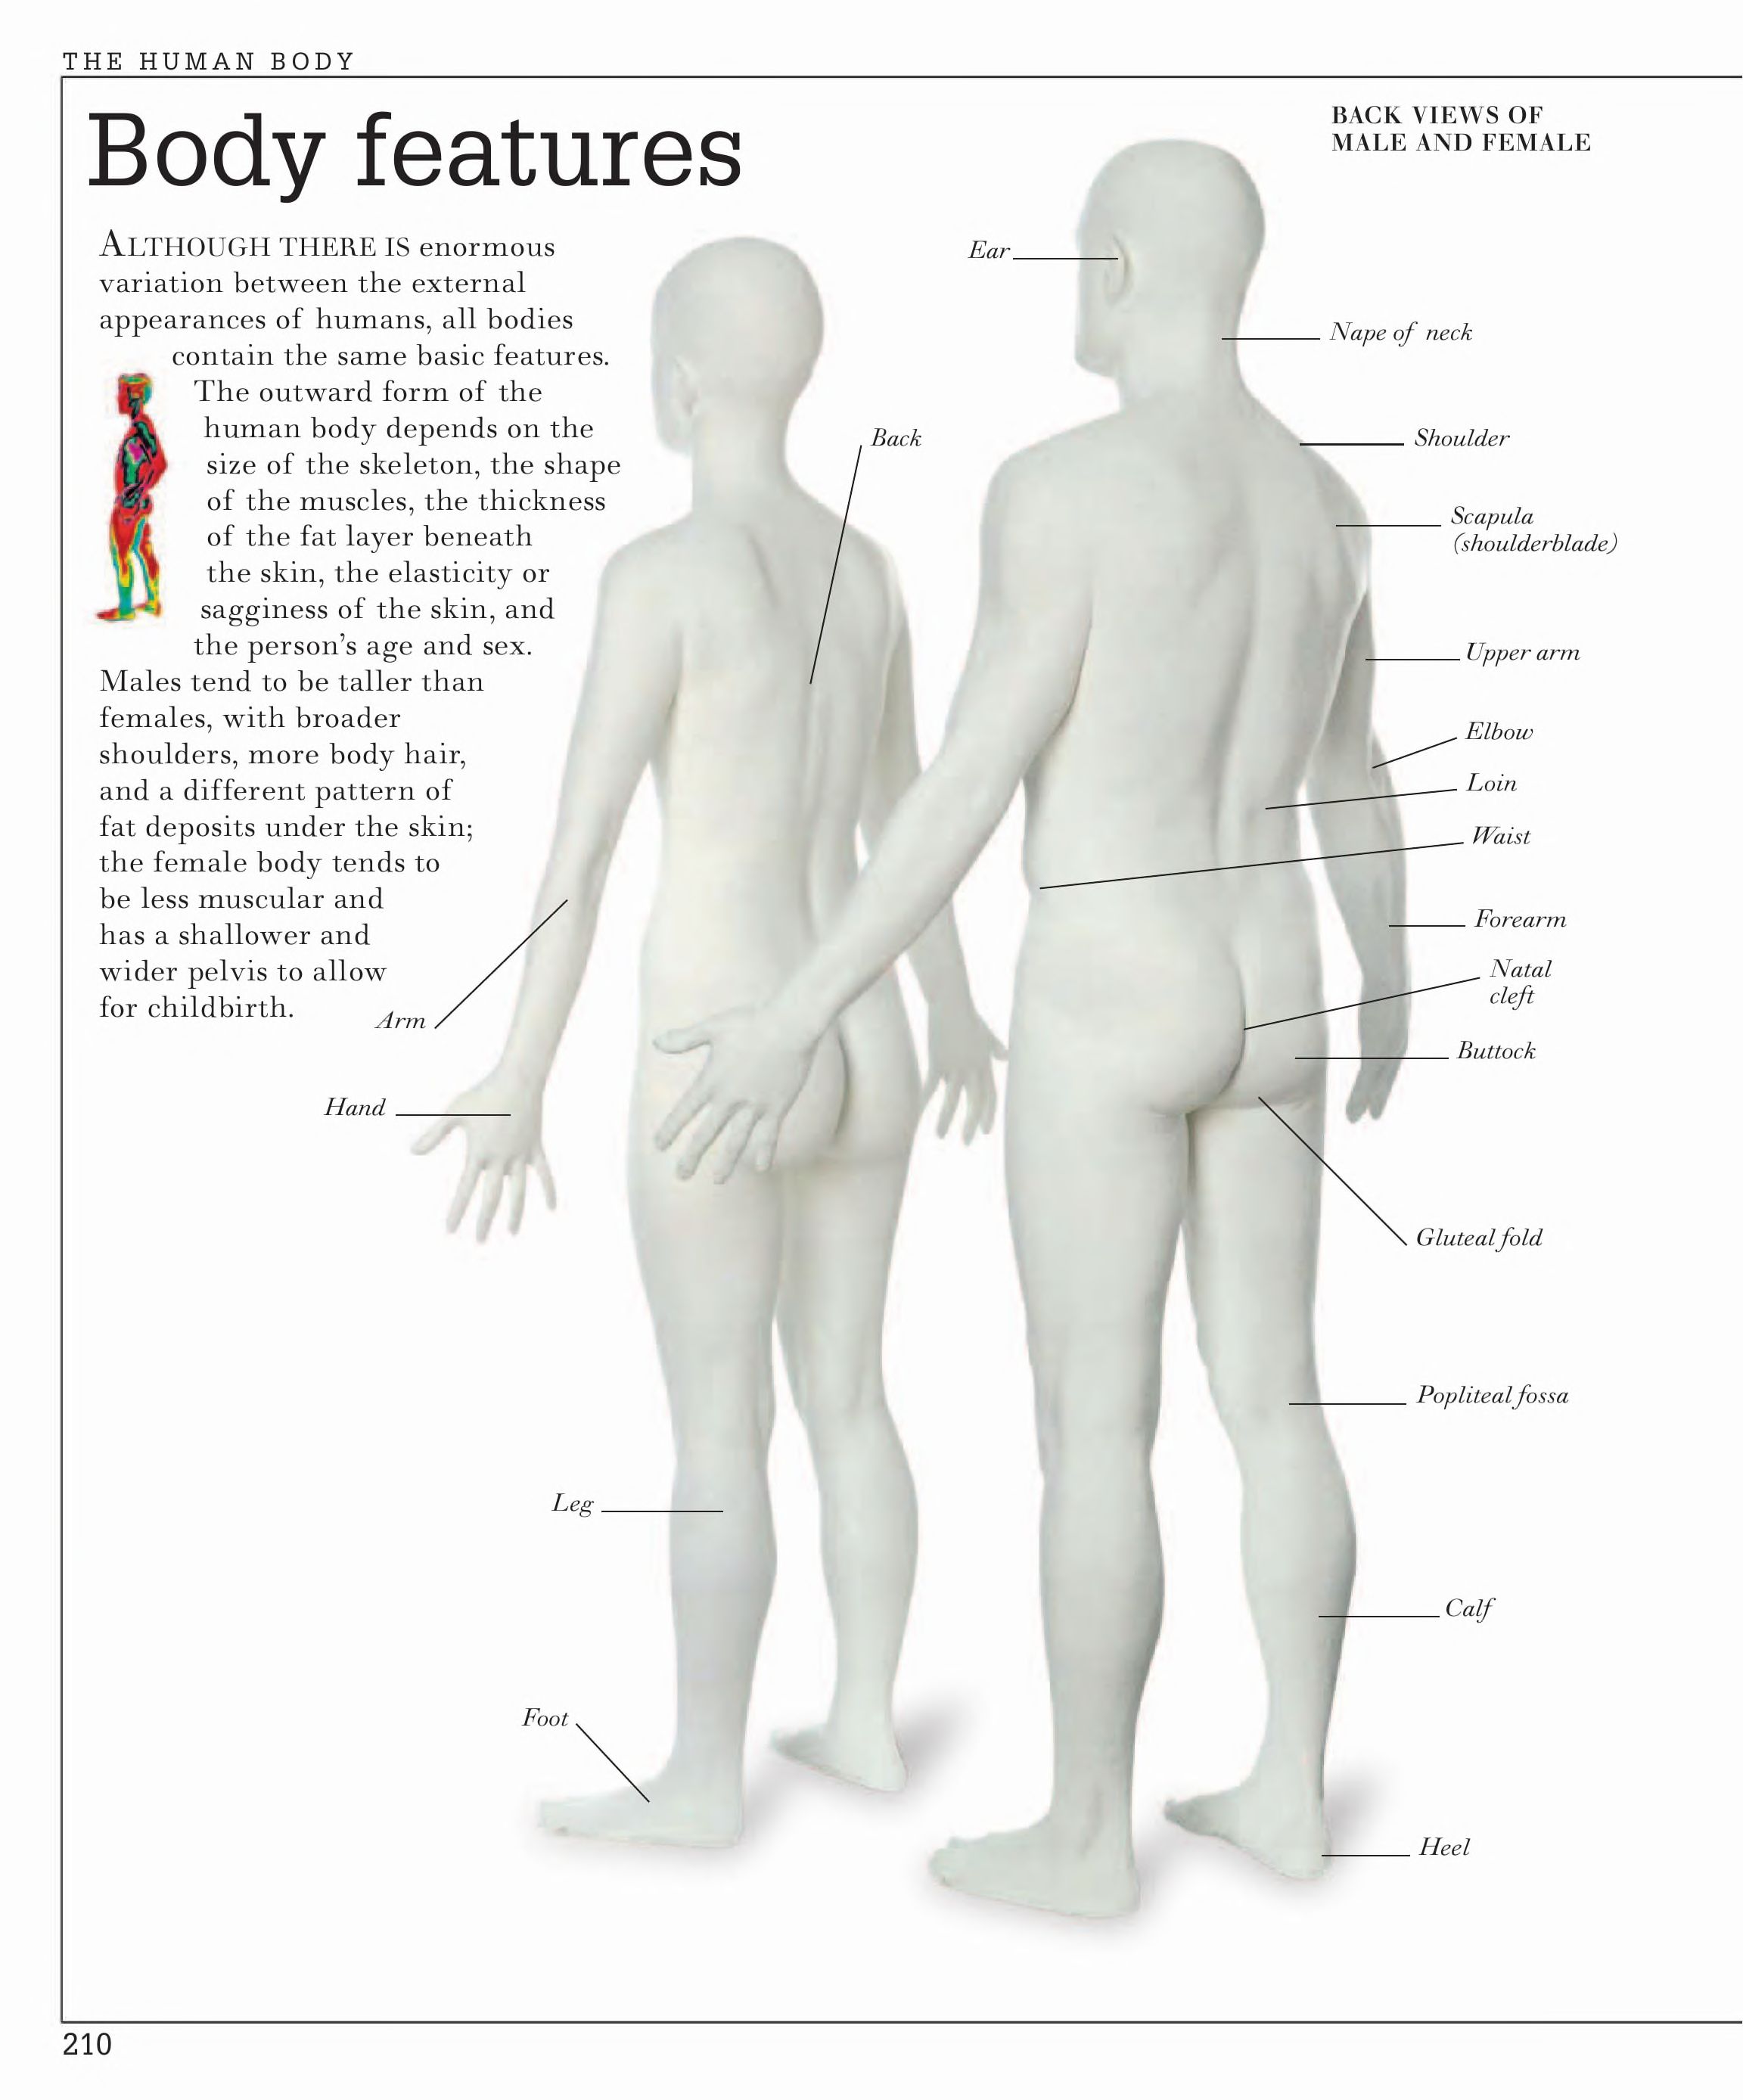 THE HUMAN BODY
Body features
BACK VIEWS OF
MALE AND FEMALE
ALTHOUGH THERE IS enormous
variation between the external
appearances of humans, all bodies
contain the same basic features.
The outward form of the
human body depends on the
size of the skeleton, the shape
of the muscles, the thickness
of the fat layer beneath
the skin, the elasticity or
sagginess of the skin, and
the person’s age and sex.
Males tend to be taller than
females, with broader
shoulders, more body hair,
and a different pattern of
fat deposits under the skin;
the female body tends to
be less muscular and
has a shallower and
wider pelvis to allow
for childbirth.
Ear
Nape of neck
Back
Shoulder
Scapula
(shoulderblade)
Upper arm
Elbow
Loin
Waist
Forearm
Natal
cleft
Arm
Buttock
Hand
Gluteal fold
Popliteal fossa
Leg
Calf
Foot
Heel
210